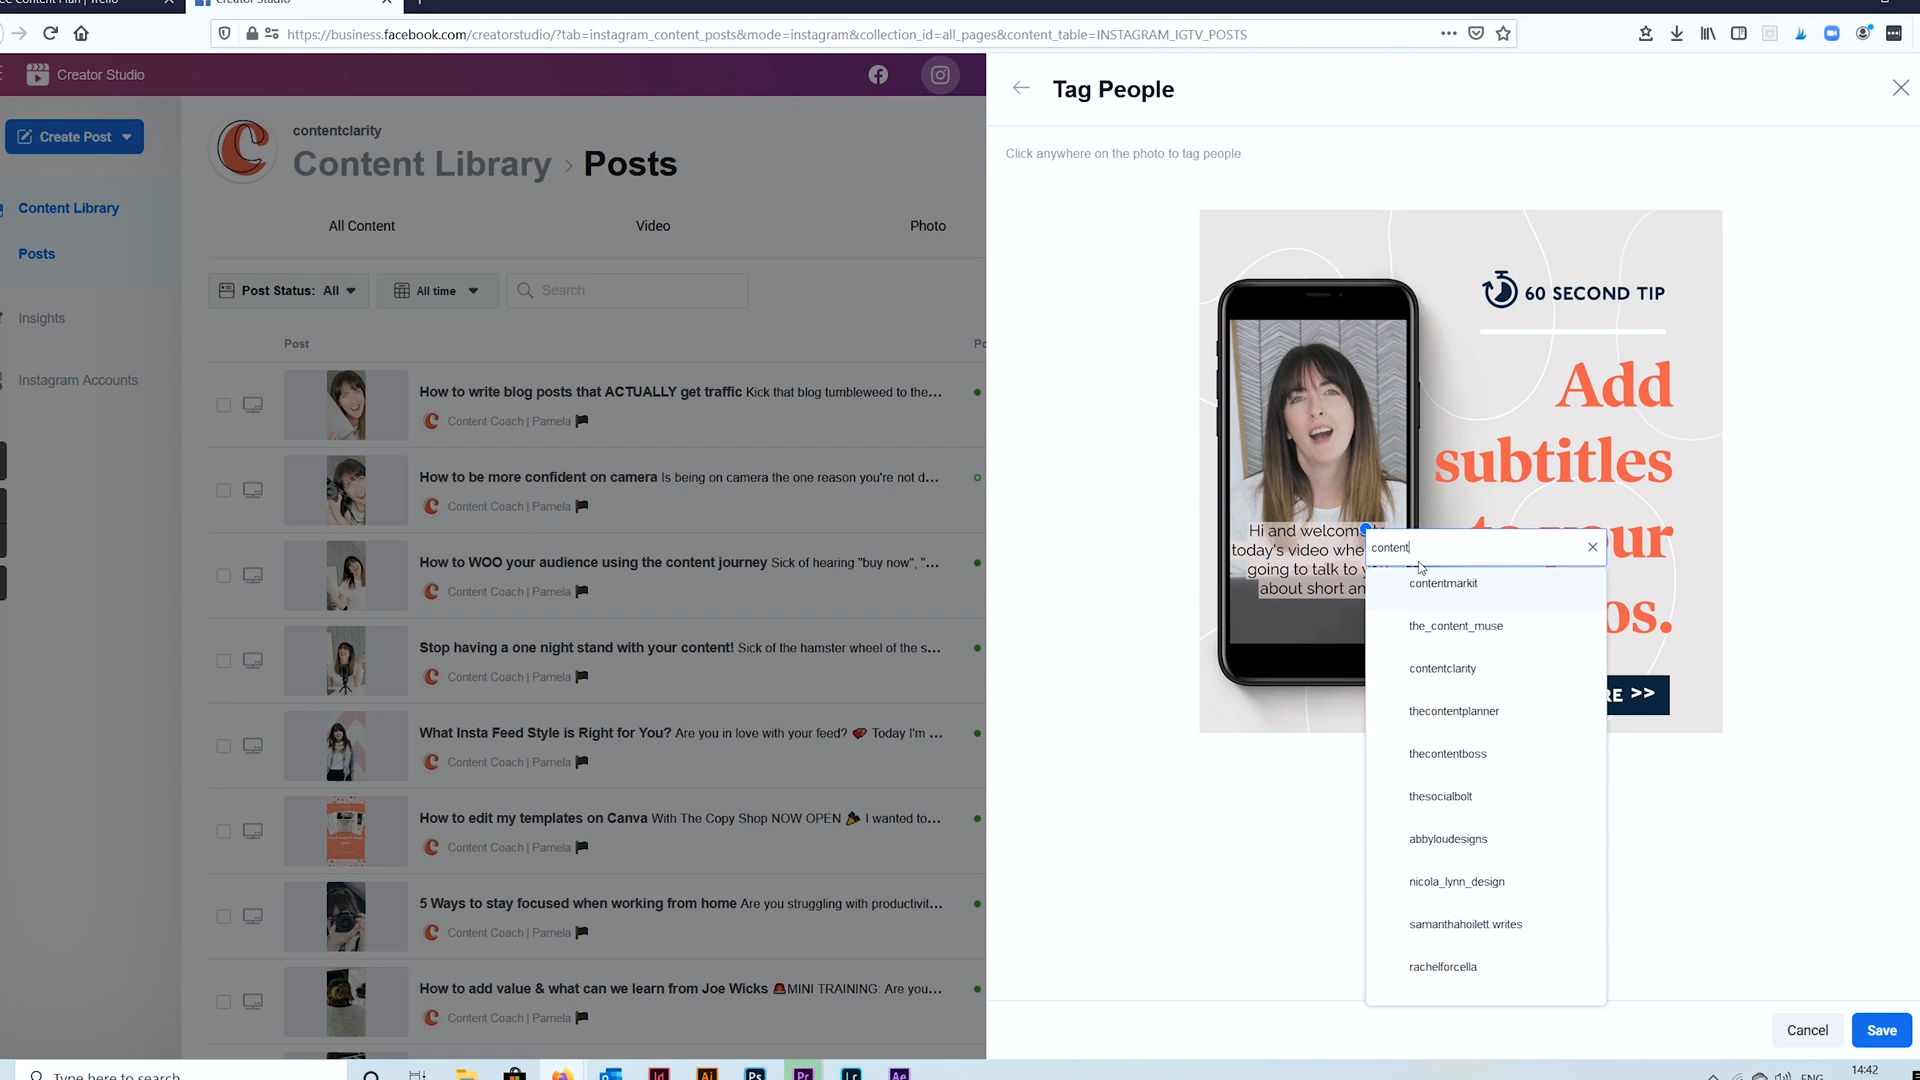 Creator Studio
https://business.facebook.com/creatorstudio/?tab=instagram_content_posts&mode=instagram&collection_id=all_pages&content_table=INSTAGRAM_IGTV_POSTS
Creator Studio
Create Post
Content Library
Posts
Insights
Instagram Accounts
contentclarity
Content Library > Posts
All Content Video Photo
Post Status: All
All time
Search
Post
How to write blog posts that ACTUALLY get traffic Kick that blog tumbleweed to the...
Content Coach | Pamela
How to be more confident on camera Is being on camera the one reason you're not d...
Content Coach | Pamela
How to WOO your audience using the content journey Sick of hearing "buy now", "...
Content Coach | Pamela
Stop having a one night stand with your content! Sick of the hamster wheel of the s...
Content Coach | Pamela
What Insta Feed Style is Right for You? Are you in love with your feed? ❤️ Today I'm ...
Content Coach | Pamela
How to edit my templates on Canva With The Copy Shop NOW OPEN 🎉 I wanted to...
Content Coach | Pamela
5 Ways to stay focused when working from home Are you struggling with productivit...
Content Coach | Pamela
How to add value & what can we learn from Joe Wicks 🚨MINI TRAINING: Are you...
Content Coach | Pamela
Tag People
Click anywhere on the photo to tag people
60 SECOND TIP
Add
subtitles
Hi and welcom
today's video whe
going to talk to y
about short an
content
contentmarkit
the_content_muse
contentclarity
thecontentplanner
thecontentboss
thesocialbolt
abbyloudesigns
nicola_lynn_design
samanthahoilett.writes
rachelforcella
os.
RE >>
Cancel
Save
Type here to search
Id Ai Ps Pr Lr Ae
ENG
14:42